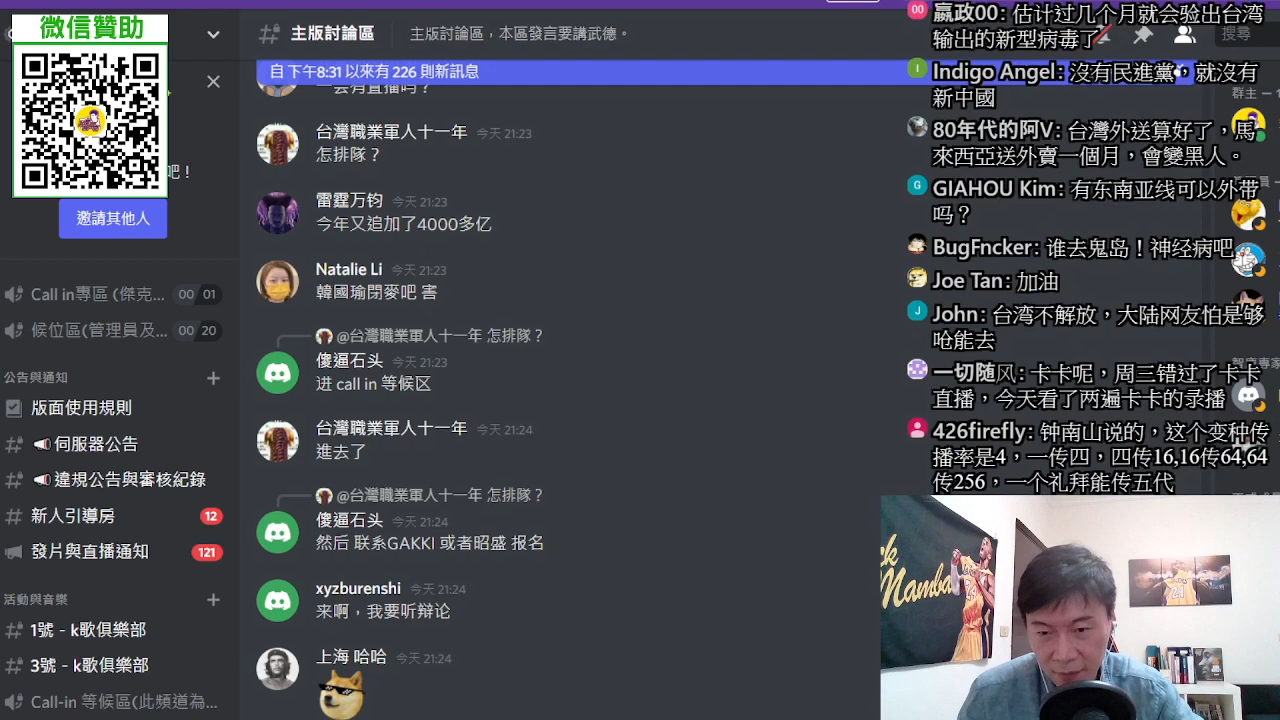 微信贊助
吧！
邀請其他人
Call in專區 (傑克... 00 01
候位區(管理員及... 00 20
公告與通知
版面使用規則
伺服器公告
違規公告與審核紀錄
新人引導房 12
發片與直播通知 121
活動與音樂
1號 - k歌俱樂部
3號 - k歌俱樂部
Call-in 等候區(此頻道為...
主版討論區 主版討論區，本區發言要講武德。
自 下午8:31 以來有 226 則新訊息
一會有直播吗？
台灣職業軍人十一年 今天 21:23
怎排隊？
雷霆万钧 今天 21:23
今年又追加了4000多亿
Natalie Li 今天 21:23
韓國瑜閉麥吧 害
@台灣職業軍人十一年 怎排隊？
傻逼石头 今天 21:23
进 call in 等候区
台灣職業軍人十一年 今天 21:24
進去了
@台灣職業軍人十一年 怎排隊？
傻逼石头 今天 21:24
然后 联系GAKKI 或者昭盛 报名
xyzburenshi 今天 21:24
来啊，我要听辩论
上海 哈哈 今天 21:24
搜尋
群主 — 1
嬴政00: 估计过几个月就会验出台湾
输出的新型病毒了
Indigo Angel: 沒有民進黨，就沒有
新中國
80年代的阿V: 台灣外送算好了，馬
來西亞送外賣一個月，會變黑人。
GIAHOU Kim: 有东南亚线可以外带
吗？
BugFncker: 谁去鬼岛！神经病吧
Joe Tan: 加油
John: 台湾不解放，大陆网友怕是够
呛能去
一切随风: 卡卡呢，周三错过了卡卡
直播，今天看了两遍卡卡的录播
426firefly: 钟南山说的，这个变种传
播率是4，一传四，四传16,16传64,64
传256，一个礼拜能传五代
Mamba